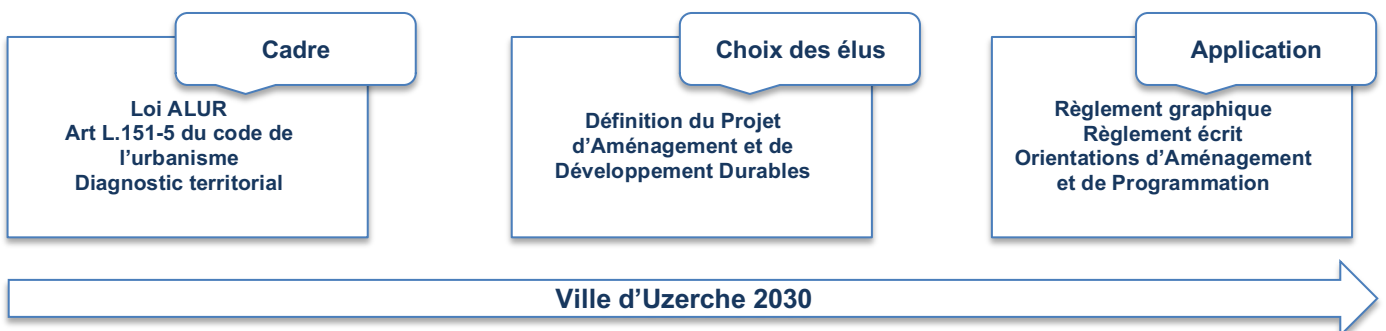 Cadre
Loi ALUR
Art L.151-5 du code de
l’urbanisme
Diagnostic territorial
Choix des élus
Définition du Projet
d’Aménagement et de
Développement Durables
Application
Règlement graphique
Règlement écrit
Orientations d’Aménagement
et de Programmation
Ville d’Uzerche 2030